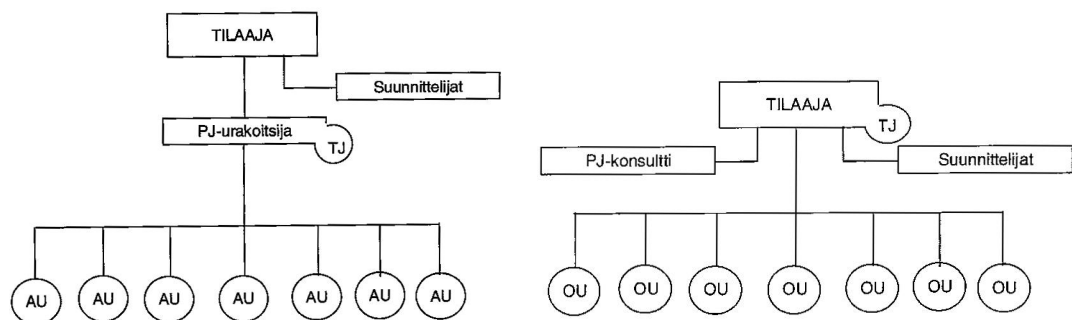 TILAAJA
Suunnittelijat
PJ-urakoitsija
TJ
AU AU AU AU AU AU AU
TILAAJA
TJ
PJ-konsultti
Suunnittelijat
OU OU OU OU OU OU OU